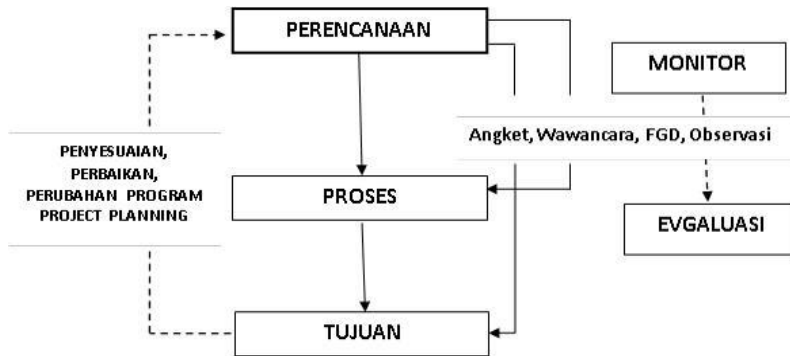 PERENCANAAN
MONITOR
Angket, Wawancara, FGD, Observasi
PENYESUAIAN,
PERBAIKAN,
PERUBAHAN PROGRAM
PROJECT PLANNING
PROSES
EVGALUASI
TUJUAN